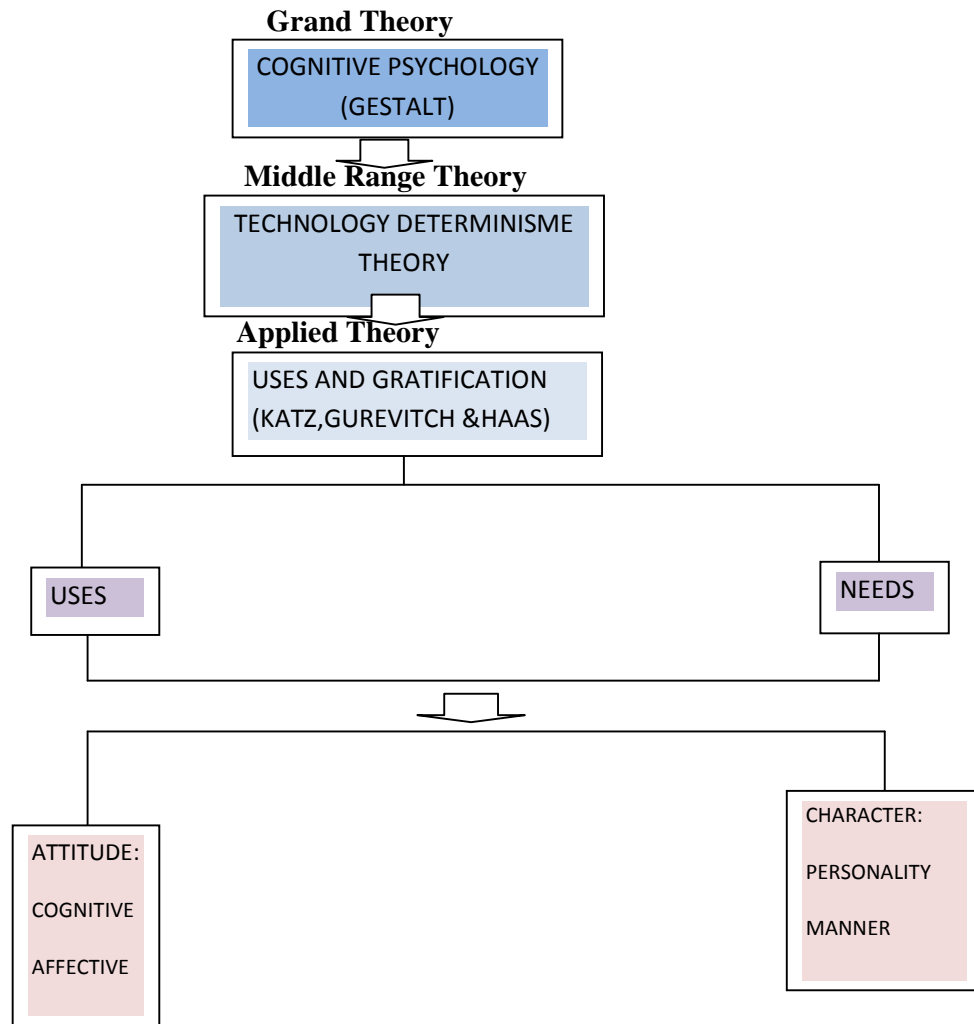 Grand Theory
COGNITIVE PSYCHOLOGY
(GESTALT)
Middle Range Theory
TECHNOLOGY DETERMINISME
THEORY
Applied Theory
USES AND GRATIFICATION
(KATZ,GUREVITCH &HAAS)
USES
NEEDS
ATTITUDE:
COGNITIVE
AFFECTIVE
CHARACTER:
PERSONALITY
MANNER